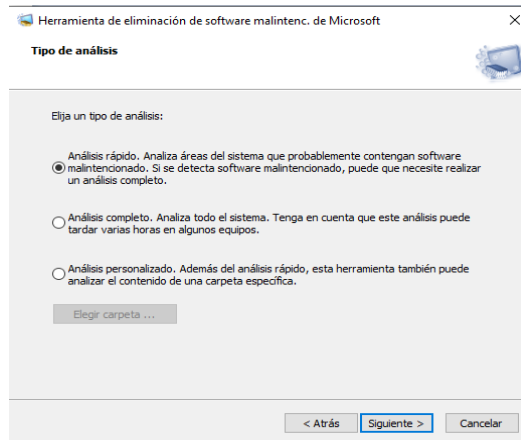 Herramienta de eliminación de software malintenc. de Microsoft
Tipo de análisis
Elija un tipo de análisis:
Análisis rápido. Analiza áreas del sistema que probablemente contengan software
malintencionado. Si se detecta software malintencionado, puede que necesite realizar
un análisis completo.
Análisis completo. Analiza todo el sistema. Tenga en cuenta que este análisis puede
tardar varias horas en algunos equipos.
Análisis personalizado. Además del análisis rápido, esta herramienta también puede
analizar el contenido de una carpeta específica.
Elegir carpeta ...
< Atrás Siguiente > Cancelar